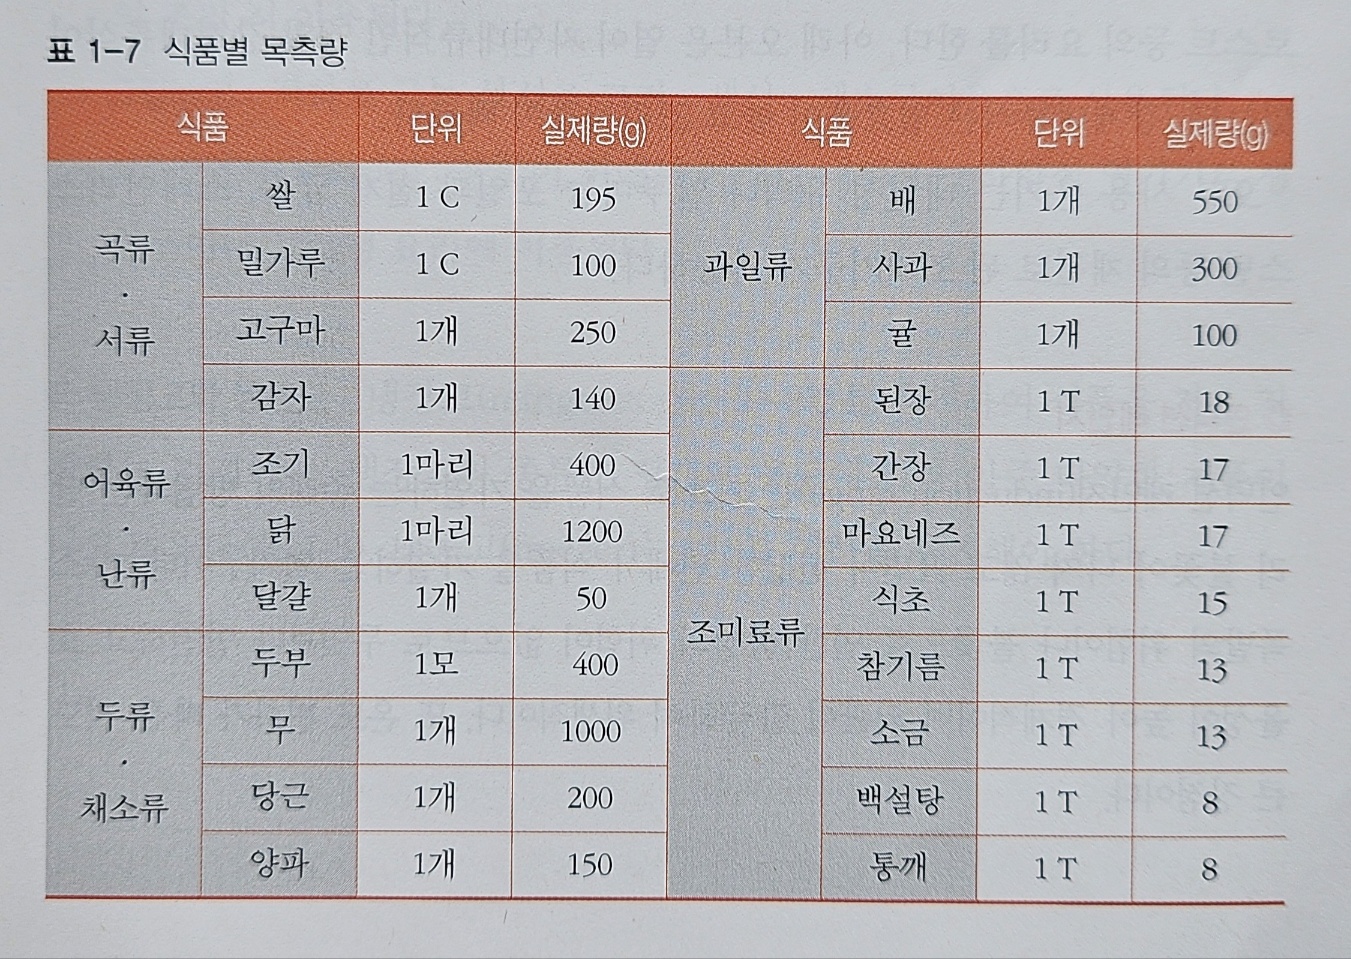 표 1-7 식품별 목측량
식품 단위 실제량(g) 식품 단위 실제량(g)
곡류 · 서류 쌀 1 C 195 과일류 배 1개 550
밀가루 1 C 100 사과 1개 300
고구마 1개 250 귤 1개 100
감자 1개 140 조미료류 된장 1 T 18
어육류 · 난류 조기 1마리 400 간장 1 T 17
닭 1마리 1200 마요네즈 1 T 17
달걀 1개 50 식초 1 T 15
두류 · 채소류 두부 1모 400 참기름 1 T 13
무 1개 1000 소금 1 T 13
당근 1개 200 백설탕 1 T 8
양파 1개 150 통깨 1 T 8